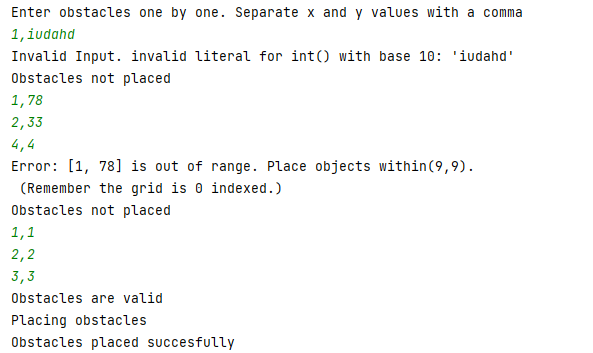 Enter obstacles one by one. Separate x and y values with a comma
1,iudahd
Invalid Input. invalid literal for int() with base 10: 'iudahd'
Obstacles not placed
1,78
2,33
4,4
Error: [1, 78] is out of range. Place objects within(9,9).
 (Remember the grid is 0 indexed.)
Obstacles not placed
1,1
2,2
3,3
Obstacles are valid
Placing obstacles
Obstacles placed succesfully